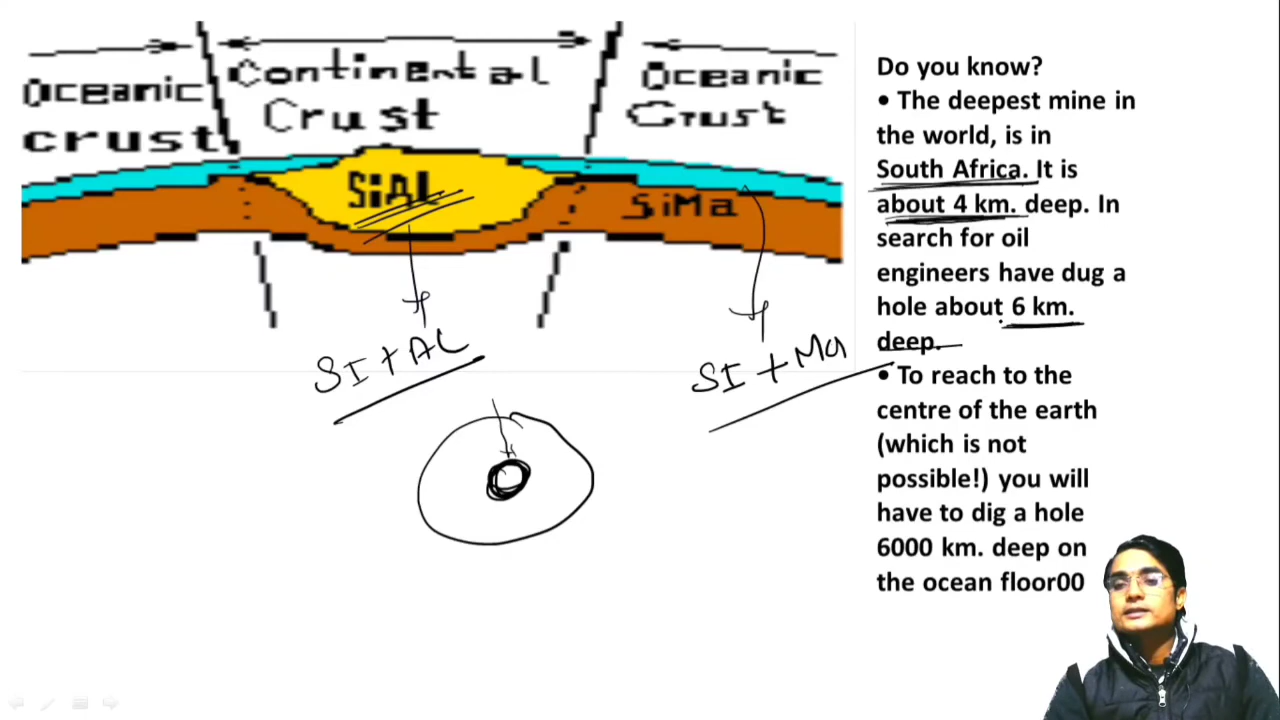 Oceanic
crust
Continental
Crust
Oceanic
Crust
SiAL
SiMa
SI + AL
SI + Ma
Do you know?
• The deepest mine in
the world, is in
South Africa. It is
about 4 km. deep. In
search for oil
engineers have dug a
hole about 6 km.
deep.
• To reach to the
centre of the earth
(which is not
possible!) you will
have to dig a hole
6000 km. deep on
the ocean floor00